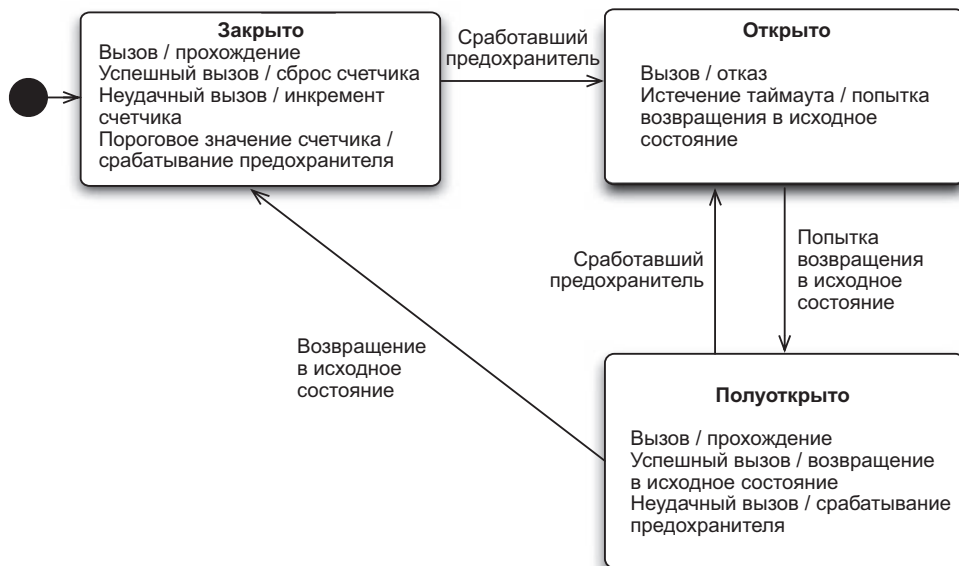 Закрыто
Вызов / прохождение
Успешный вызов / сброс счетчика
Неудачный вызов / инкремент
счетчика
Пороговое значение счетчика /
срабатывание предохранителя
Сработавший
предохранитель
Открыто
Вызов / отказ
Истечение таймаута / попытка
возвращения в исходное
состояние
Сработавший
предохранитель
Попытка
возвращения
в исходное
состояние
Возвращение
в исходное
состояние
Полуоткрыто
Вызов / прохождение
Успешный вызов / возвращение
в исходное состояние
Неудачный вызов / срабатывание
предохранителя